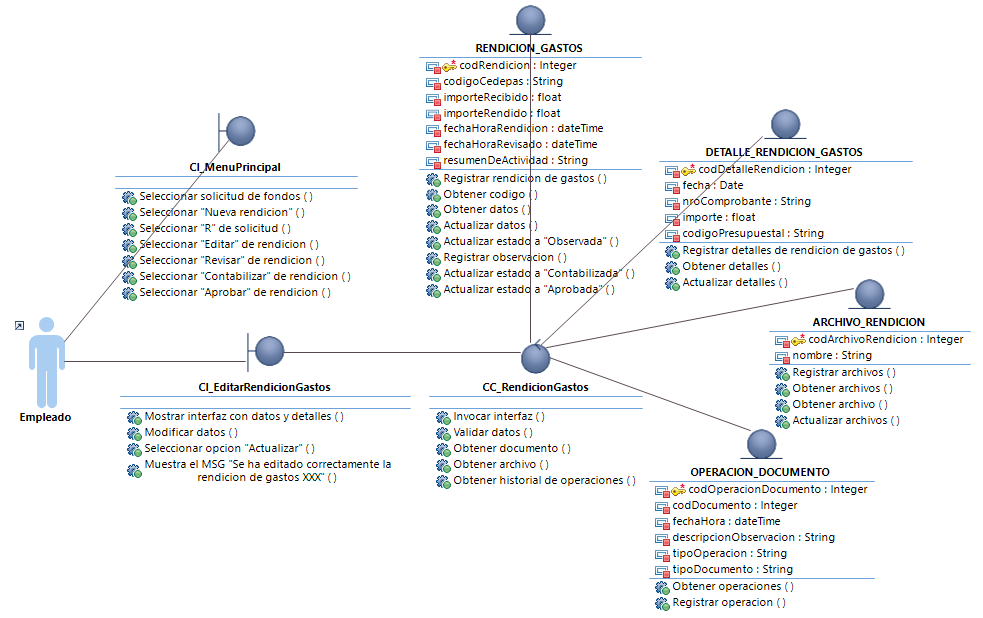 RENDICION_GASTOS
codRendicion : Integer
codigoCedepas : String
importeRecibido : float
importeRendido : float
fechaHoraRendicion : dateTime
fechaHoraRevisado : dateTime
resumenDeActividad : String
Registrar rendicion de gastos ( )
Obtener codigo ( )
Obtener datos ( )
Actualizar datos ( )
Actualizar estado a "Observada" ( )
Registrar observacion ( )
Actualizar estado a "Contabilizada" ( )
Actualizar estado a "Aprobada" ( )
CI_MenuPrincipal
Seleccionar solicitud de fondos ( )
Seleccionar "Nueva rendicion" ( )
Seleccionar "R" de solicitud ( )
Seleccionar "Editar" de rendicion ( )
Seleccionar "Revisar" de rendicion ( )
Seleccionar "Contabilizar" de rendicion ( )
Seleccionar "Aprobar" de rendicion ( )
DETALLE_RENDICION_GASTOS
codDetalleRendicion : Integer
fecha : Date
nroComprobante : String
importe : float
codigoPresupuestal : String
Registrar detalles de rendicion de gastos ( )
Obtener detalles ( )
Actualizar detalles ( )
ARCHIVO_RENDICION
codArchivoRendicion : Integer
nombre : String
Registrar archivos ( )
Obtener archivos ( )
Obtener archivo ( )
Actualizar archivos ( )
Empleado
CI_EditarRendicionGastos
Mostrar interfaz con datos y detalles ( )
Modificar datos ( )
Seleccionar opcion "Actualizar" ( )
Muestra el MSG "Se ha editado correctamente la
rendicion de gastos XXX" ( )
CC_RendicionGastos
Invocar interfaz ( )
Validar datos ( )
Obtener documento ( )
Obtener archivo ( )
Obtener historial de operaciones ( )
OPERACION_DOCUMENTO
codOperacionDocumento : Integer
codDocumento : Integer
fechaHora : dateTime
descripcionObservacion : String
tipoOperacion : String
tipoDocumento : String
Obtener operaciones ( )
Registrar operacion ( )